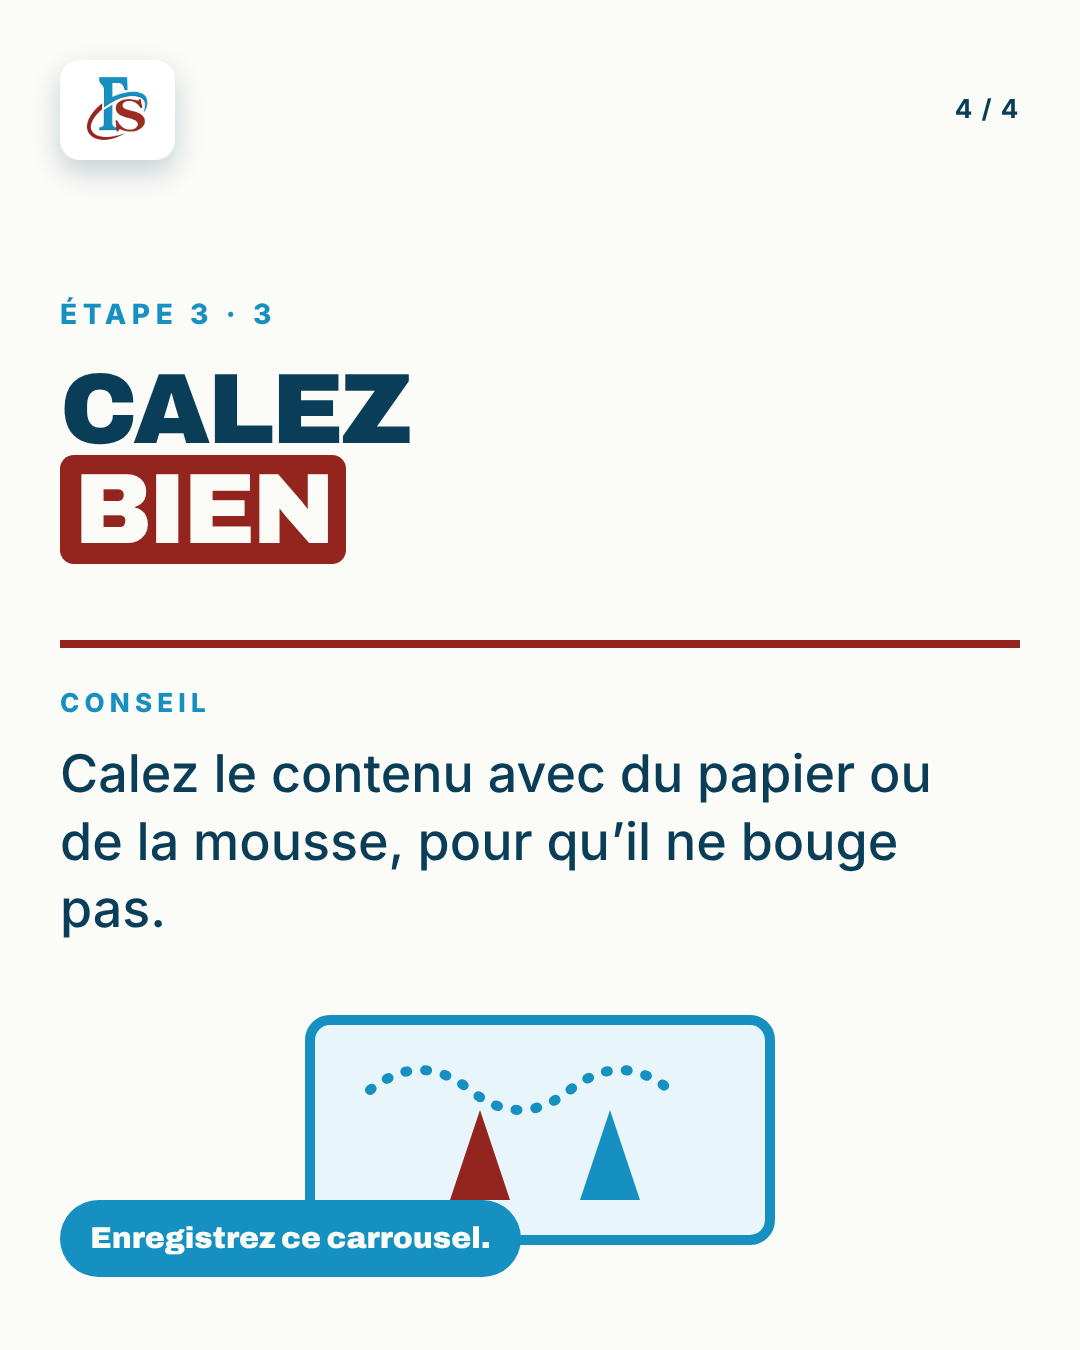 FS
4 / 4
ÉTAPE 3 · 3
CALEZ
BIEN
CONSEIL
Calez le contenu avec du papier ou
de la mousse, pour qu’il ne bouge
pas.
Enregistrez ce carrousel.